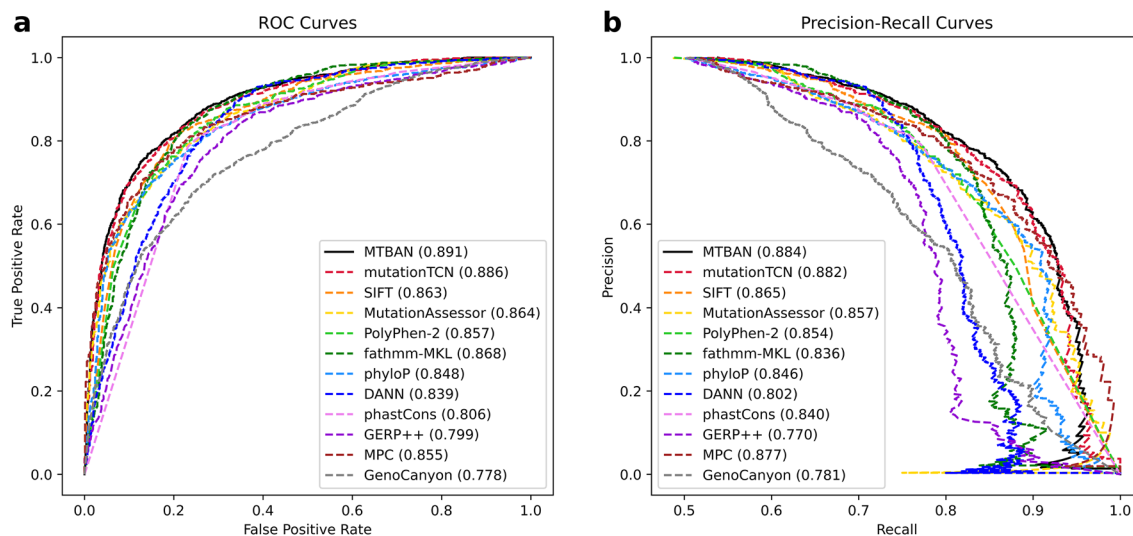 a
ROC Curves
True Positive Rate
1.0
0.8
0.6
0.4
0.2
0.0
MTBAN (0.891)
mutationTCN (0.886)
SIFT (0.863)
MutationAssessor (0.864)
PolyPhen-2 (0.857)
fathmm-MKL (0.868)
phyloP (0.848)
DANN (0.839)
phastCons (0.806)
GERP++ (0.799)
MPC (0.855)
GenoCanyon (0.778)
0.0 0.2 0.4 0.6 0.8 1.0
False Positive Rate
b
Precision-Recall Curves
Precision
1.0
0.8
0.6
0.4
0.2
0.0
MTBAN (0.884)
mutationTCN (0.882)
SIFT (0.865)
MutationAssessor (0.857)
PolyPhen-2 (0.854)
fathmm-MKL (0.836)
phyloP (0.846)
DANN (0.802)
phastCons (0.840)
GERP++ (0.770)
MPC (0.877)
GenoCanyon (0.781)
0.5 0.6 0.7 0.8 0.9 1.0
Recall